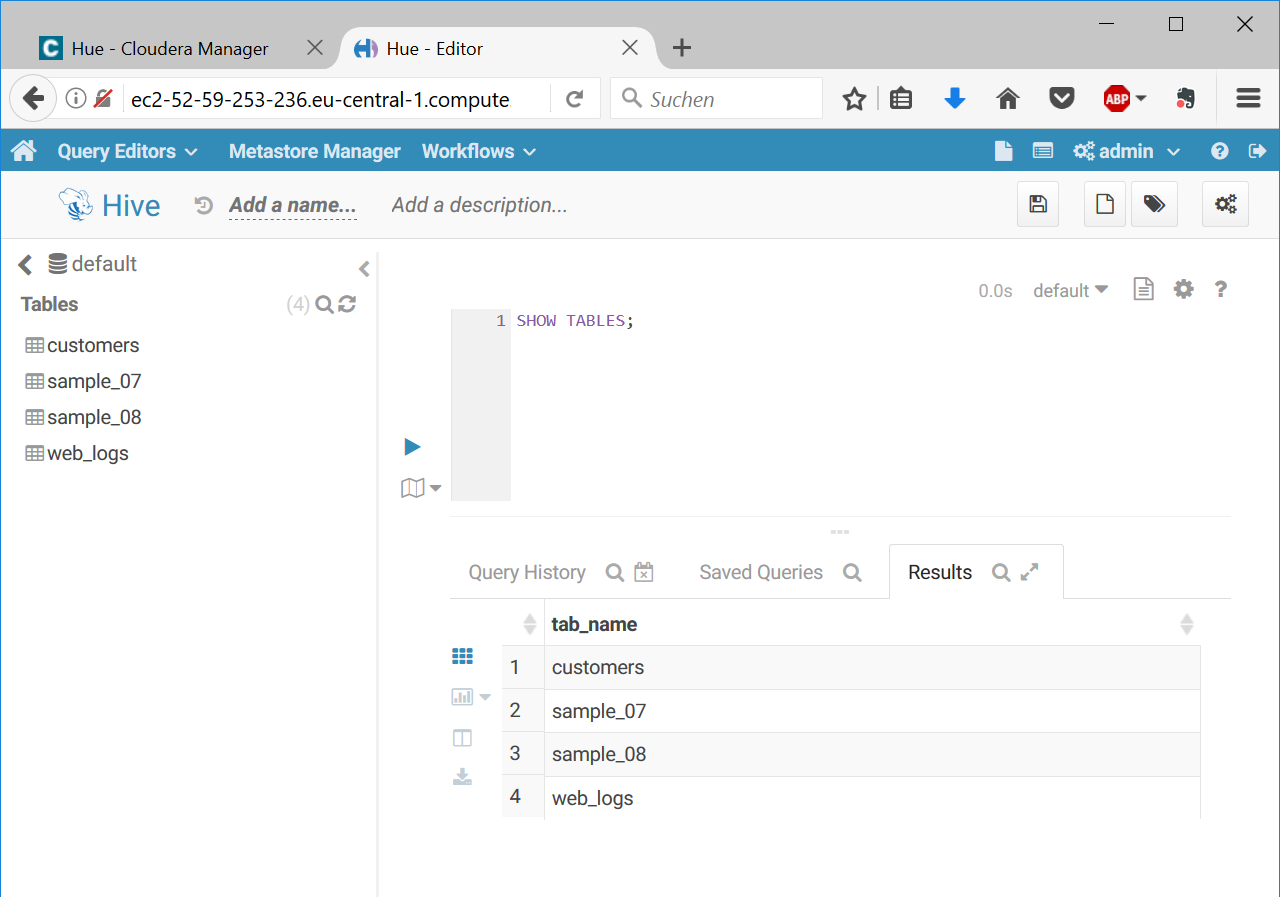 Hue - Cloudera Manager
Hue - Editor
ec2-52-59-253-236.eu-central-1.compute
Suchen
ABP
Query Editors
Metastore Manager
Workflows
admin
Hive
Add a name...
Add a description...
default
Tables
(4)
customers
sample_07
sample_08
web_logs
0.0s
default
?
1 SHOW TABLES;
Query History
Saved Queries
Results
tab_name
1 customers
2 sample_07
3 sample_08
4 web_logs